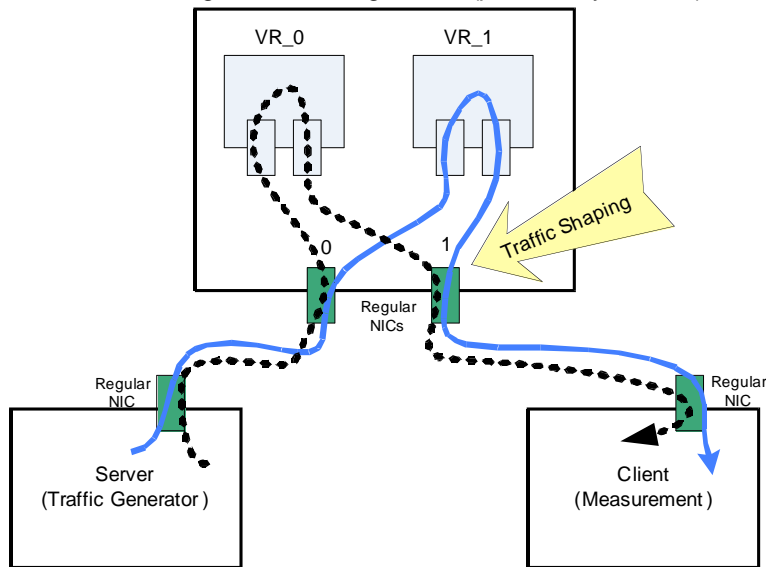 VR_0
VR_1
Traffic Shaping
0
1
Regular
NICs
Regular
NIC
Regular
NIC
Server
(Traffic Generator)
Client
(Measurement)